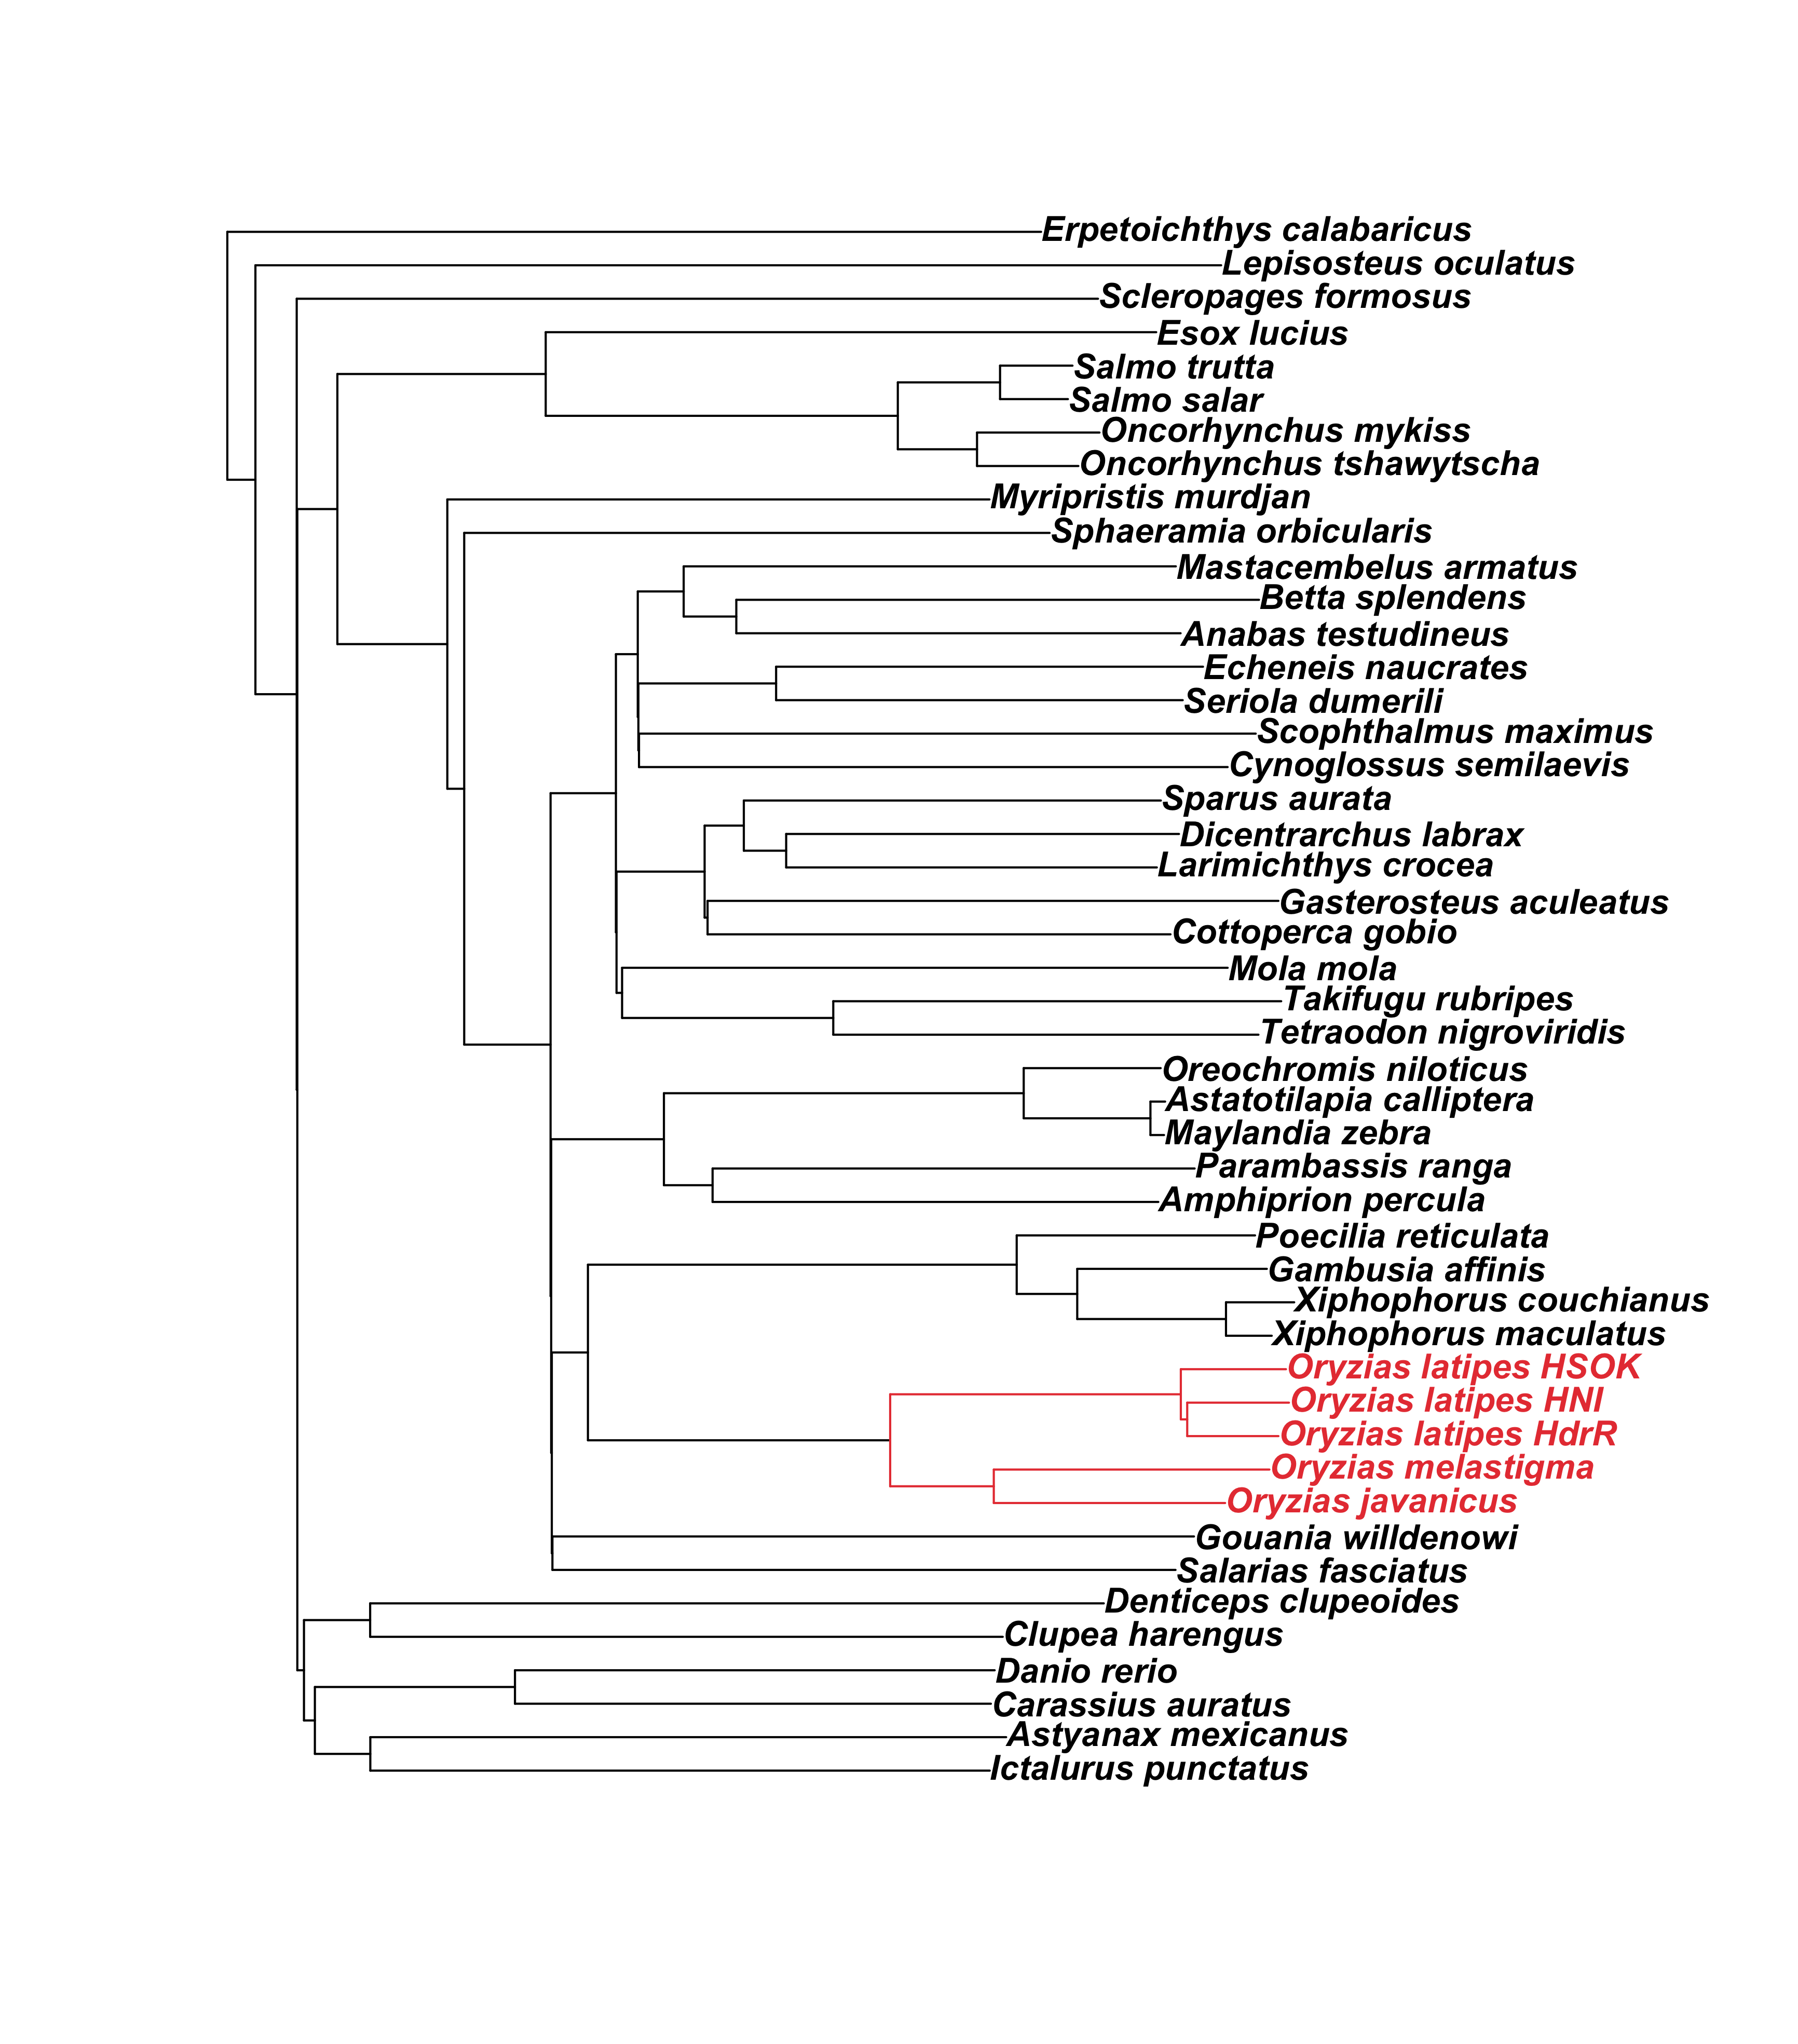 Erpetoichthys calabaricus
Lepisosteus oculatus
Scleropages formosus
Esox lucius
Salmo trutta
Salmo salar
Oncorhynchus mykiss
Oncorhynchus tshawytscha
Myripristis murdjan
Sphaeramia orbicularis
Mastacembelus armatus
Betta splendens
Anabas testudineus
Echeneis naucrates
Seriola dumerili
Scophthalmus maximus
Cynoglossus semilaevis
Sparus aurata
Dicentrarchus labrax
Larimichthys crocea
Gasterosteus aculeatus
Cottoperca gobio
Mola mola
Takifugu rubripes
Tetraodon nigroviridis
Oreochromis niloticus
Astatotilapia calliptera
Maylandia zebra
Parambassis ranga
Amphiprion percula
Poecilia reticulata
Gambusia affinis
Xiphophorus couchianus
Xiphophorus maculatus
Oryzias latipes HSOK
Oryzias latipes HNI
Oryzias latipes HdrR
Oryzias melastigma
Oryzias javanicus
Gouania willdenowi
Salarias fasciatus
Denticeps clupeoides
Clupea harengus
Danio rerio
Carassius auratus
Astyanax mexicanus
Ictalurus punctatus